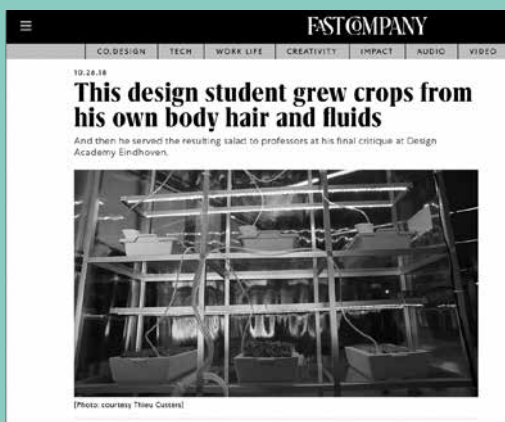 FAST COMPANY
CO.DESIGN TECH WORK LIFE CREATIVITY IMPACT AUDIO VIDEO
10.26.18
This design student grew crops from
his own body hair and fluids
And then he served the resulting salad to professors at his final critique at Design
Academy Eindhoven.
[Photo: courtesy Thieu Custers]